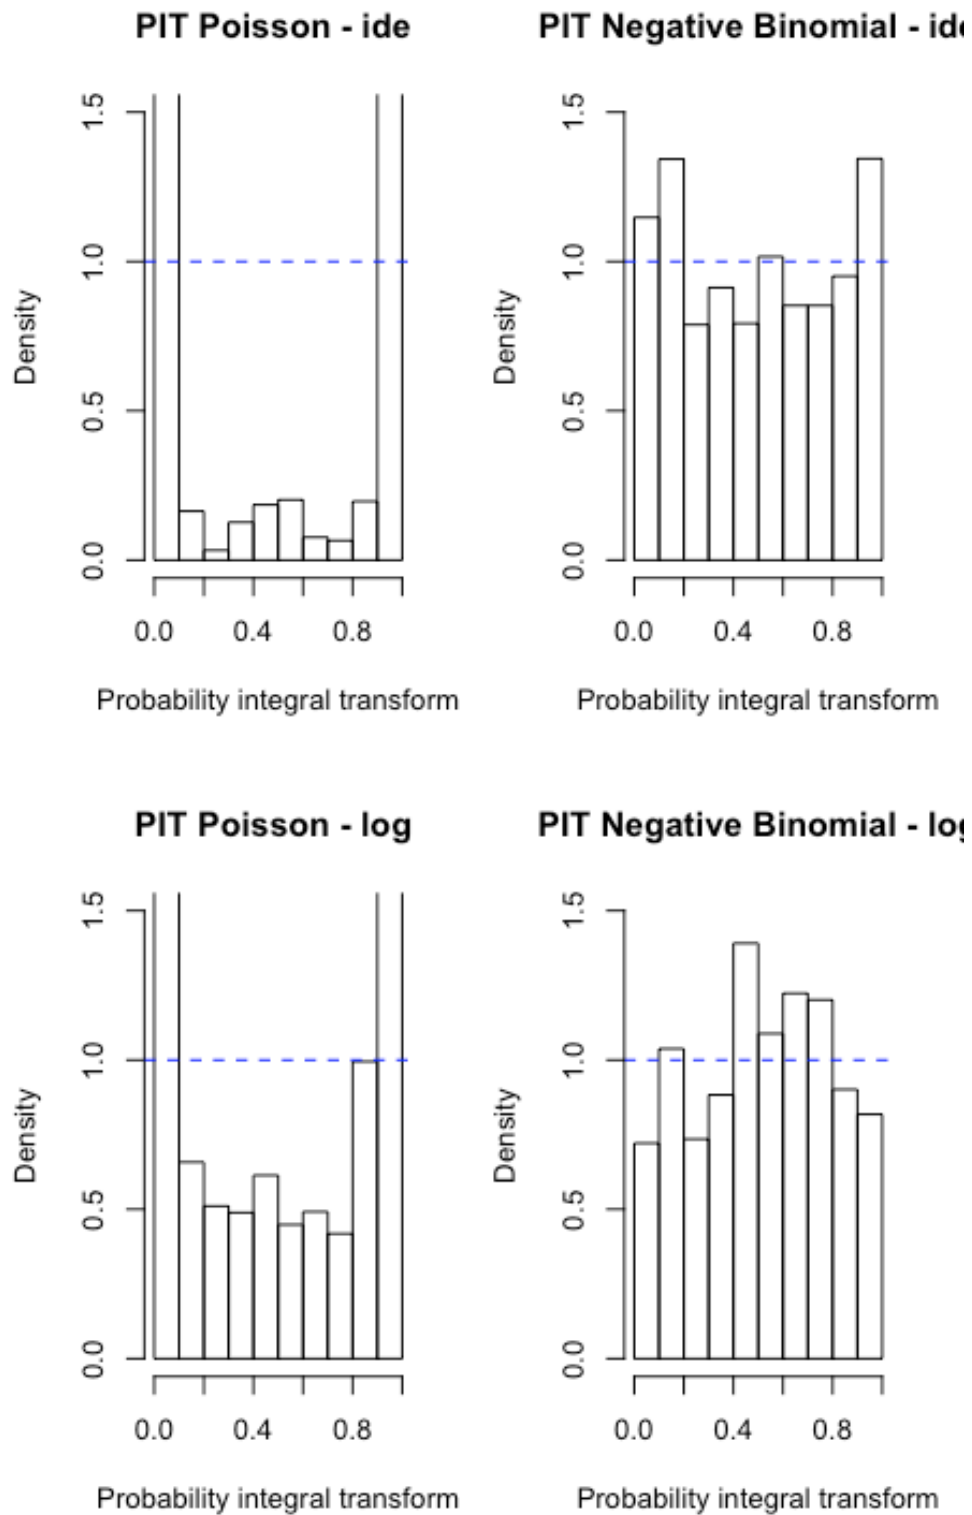 PIT Poisson - ide
1.5
1.0
0.5
0.0
Density
0.0 0.4 0.8
Probability integral transform
PIT Negative Binomial - ide
1.5
1.0
0.5
0.0
Density
0.0 0.4 0.8
Probability integral transform
PIT Poisson - log
1.5
1.0
0.5
0.0
Density
0.0 0.4 0.8
Probability integral transform
PIT Negative Binomial - log
1.5
1.0
0.5
0.0
Density
0.0 0.4 0.8
Probability integral transform